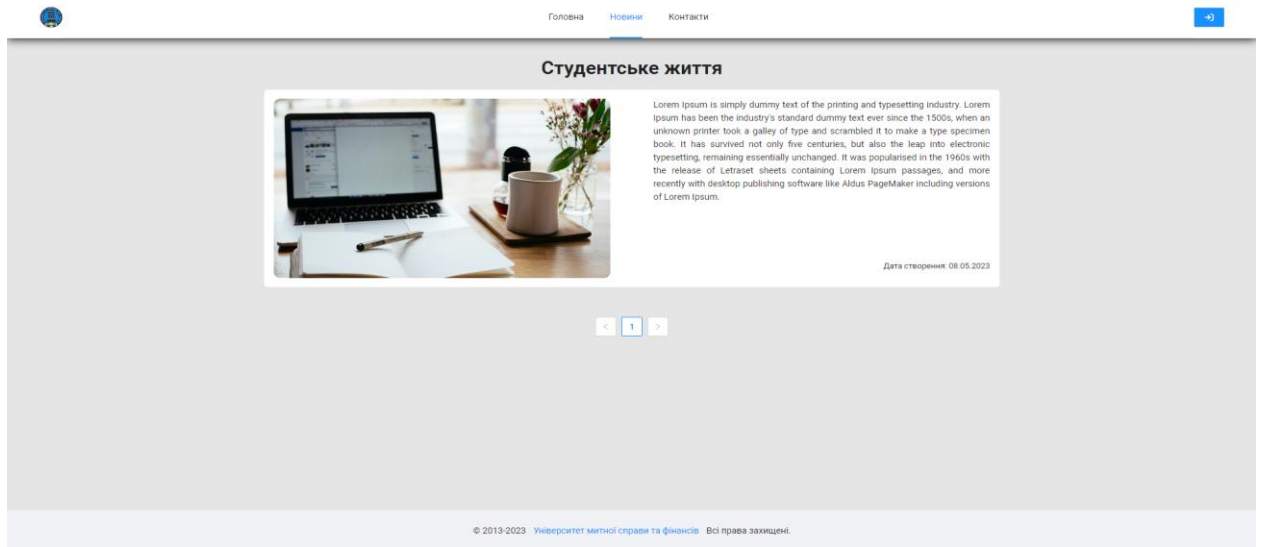 Головна Новини Контакти
Студентське життя
Lorem Ipsum is simply dummy text of the printing and typesetting industry. Lorem
Ipsum has been the industry's standard dummy text ever since the 1500s, when an
unknown printer took a galley of type and scrambled it to make a type specimen
book. It has survived not only five centuries, but also the leap into electronic
typesetting, remaining essentially unchanged. It was popularised in the 1960s with
the release of Letraset sheets containing Lorem Ipsum passages, and more
recently with desktop publishing software like Aldus PageMaker including versions
of Lorem Ipsum.
Дата створення: 08.05.2023
< 1 >
© 2013-2023 Університет митної справи та фінансів Всі права захищені.